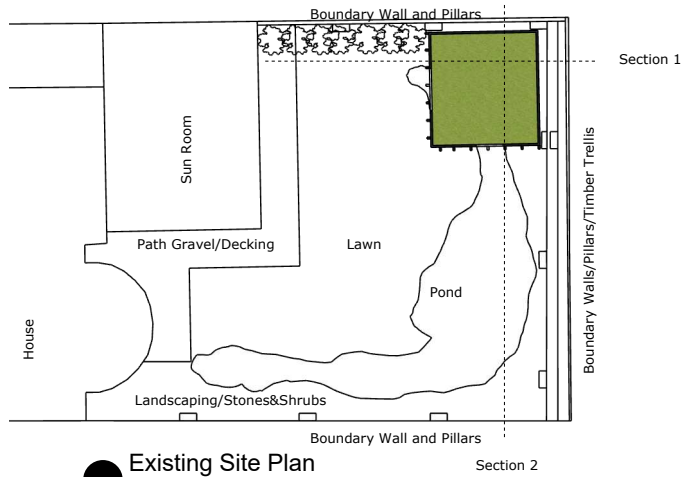 Boundary Wall and Pillars
Section 1
Sun Room
Boundary Walls/Pillars/Timber Trellis
Path Gravel/Decking
Lawn
Pond
House
Landscaping/Stones&Shrubs
Boundary Wall and Pillars
Existing Site Plan
Section 2